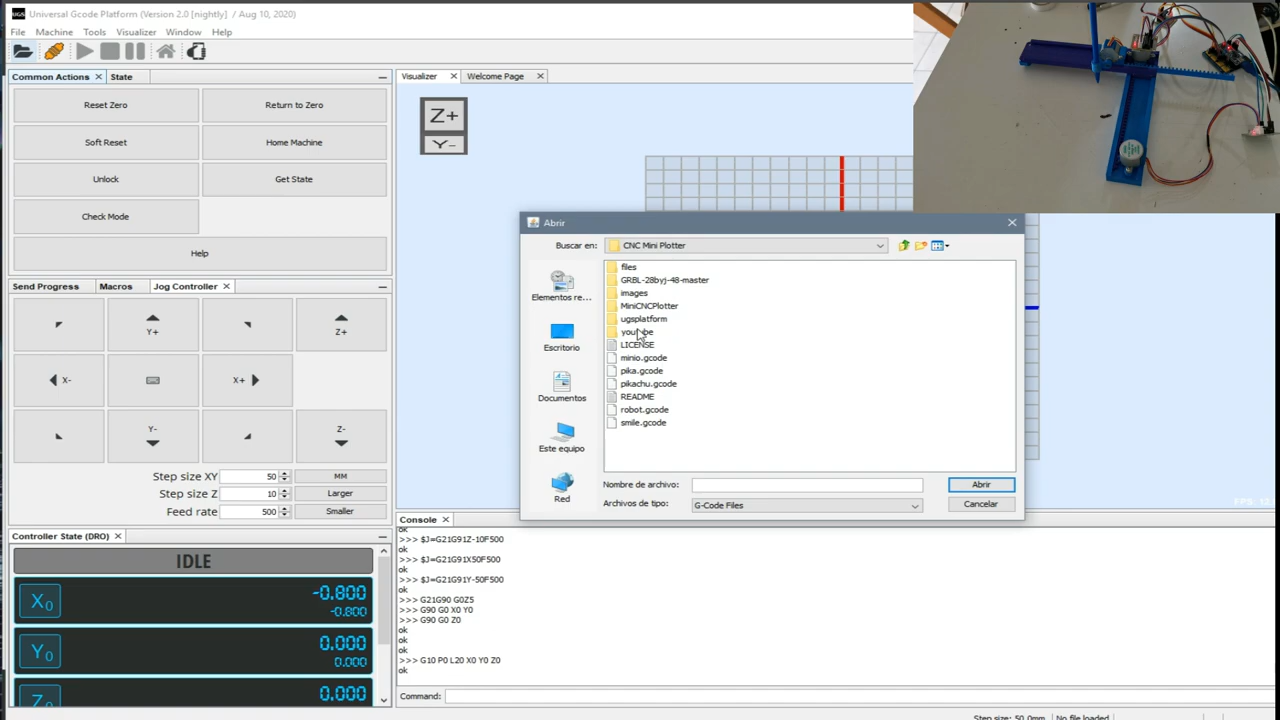 Universal Gcode Platform (Version 2.0 [nightly] / Aug 10, 2020)
File Machine Tools Visualizer Window Help
Common Actions State
Reset Zero Return to Zero
Soft Reset Home Machine
Unlock Get State
Check Mode
Help
Send Progress Macros Jog Controller
Y+ Z+
X- X+
Y- Z-
Step size XY 50 MM
Step size Z 10 Larger
Feed rate 500 Smaller
Controller State (DRO)
IDLE
X0 -0.800
-0.800
Y0 0.000
0.000
Z0 0.000
Visualizer Welcome Page
Z+
Y-
Abrir
Buscar en: CNC Mini Plotter
Elementos re...
Escritorio
Documentos
Este equipo
Red
files
GRBL-28byj-48-master
images
MiniCNCPlotter
ugsplatform
youtube
LICENSE
minio.gcode
pika.gcode
pikachu.gcode
README
robot.gcode
smile.gcode
Nombre de archivo: Abrir
Archivos de tipo: G-Code Files Cancelar
Console
ok
>>> $J=G21G91Z-10F500
ok
>>> $J=G21G91X50F500
ok
>>> $J=G21G91Y-50F500
ok
>>> G21G90 G0Z5
>>> G90 G0 X0 Y0
>>> G90 G0 Z0
ok
ok
ok
>>> G10 P0 L20 X0 Y0 Z0
ok
Command:
Step size: 50.0mm No file loaded